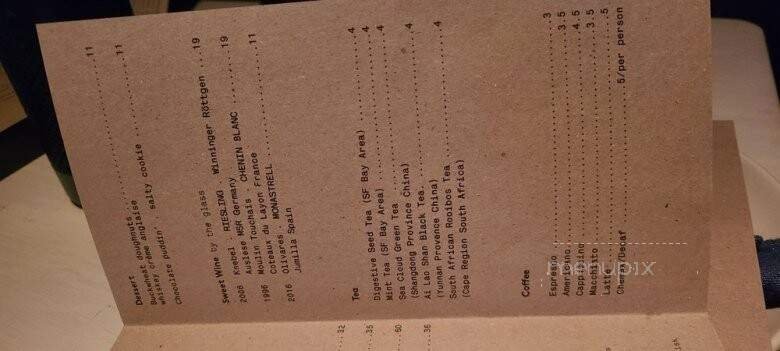 Dessert
Buckwheat doughnuts ........ 11
whiskey crème anglaise
Chocolate puddin' salty cookie ........ 11
Sweet Wine by the glass
2008 Knebel · RIESLING · Winninger Röttgen ... 19
Auslese MSR Germany
1996 Moulin Touchais · CHENIN BLANC ........ 19
Coteaux du Layon France
2016 Olivares · MONASTRELL ........ 11
Jumilla Spain
Tea
Digestive Seed Tea (SF Bay Area) ........ 4
Mint Tea (SF Bay Area) ........ 4
Sea Cloud Green Tea ........ 4
(Shangdong Province China)
Ai Lao Shan Black Tea ........ 4
(Yunnan Provence China)
South African Rooibos Tea ........ 4
(Cape Region South Africa)
Coffee
Espresso ........ 3
Americano ........ 3.5
Cappuccino ........ 4.5
Macchiato ........ 3.5
Latte ........ 5
Chemex/Decaf ........ 5/per person
32
35
60
36
menupix